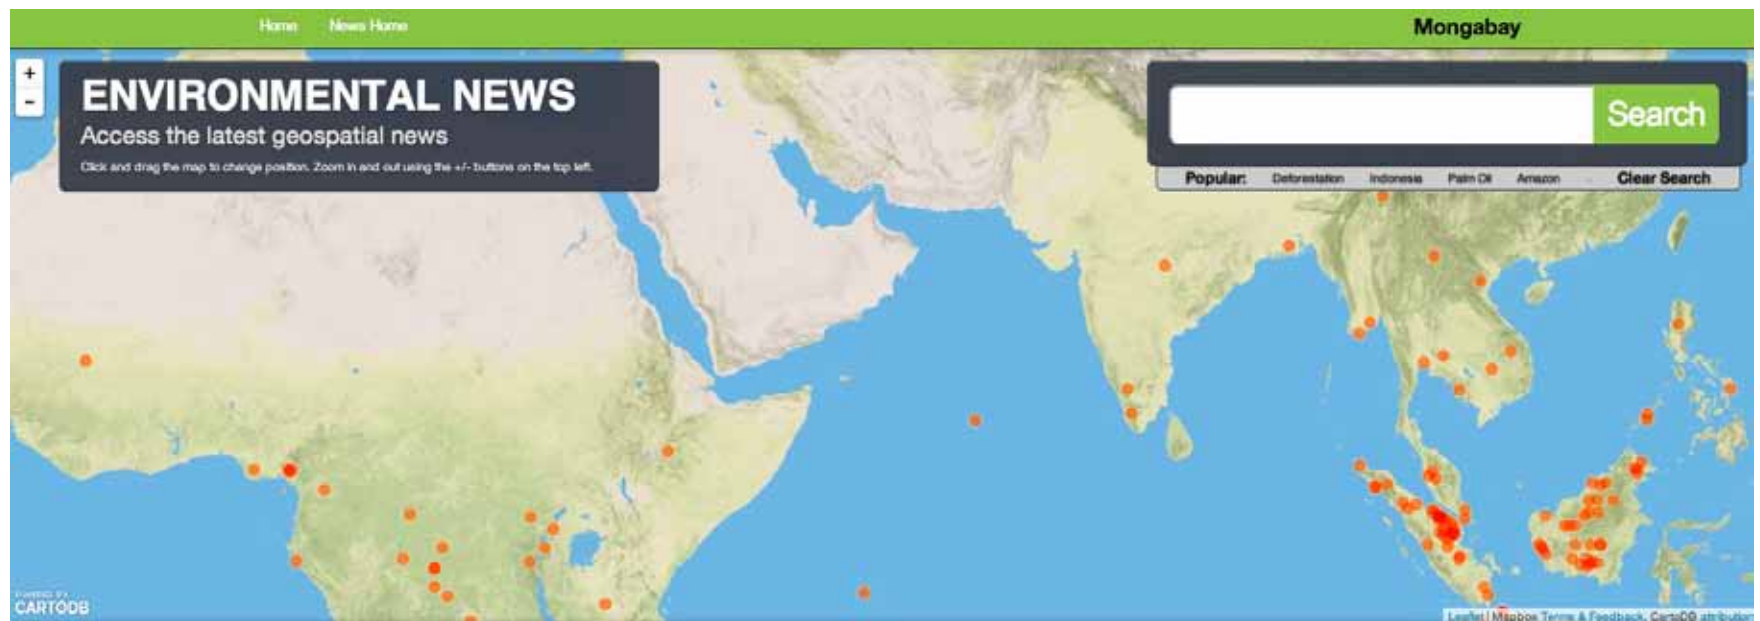 Home News Home Mongabay
+
-
ENVIRONMENTAL NEWS
Access the latest geospatial news
Click and drag the map to change position. Zoom in and out using the +/- buttons on the top left.
Search
Popular: Deforestation Indonesia Palm Oil Amazon Clear Search
POWERED BY
CARTODB
Leaflet | Mapbox Terms & Feedback, CartoDB attribution